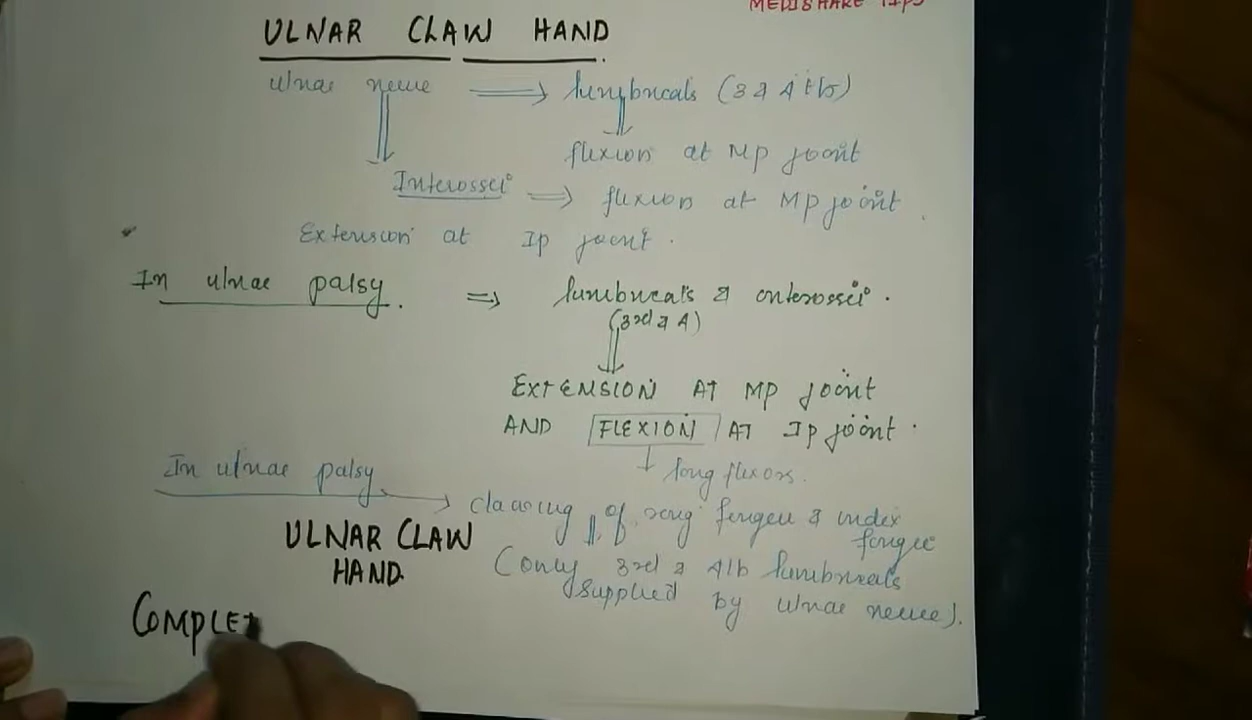 MEDISHARE Tips
ULNAR CLAW HAND
ulnar nerve ⟹ lumbricals (3 & 4th)
flexion at MP joint
Interossei ⟹ flexion at MP joint
Extension at Ip joint.
In ulnar palsy. ⟹ lumbricals & interossei.
(3rd & 4)
EXTENSION AT MP joint
AND FLEXION AT Ip joint.
long flexors.
In ulnar palsy → clawing of ring finger & index finger
ULNAR CLAW HAND.
(only 3rd & 4th lumbricals supplied by ulnar nerve).
COMPLET